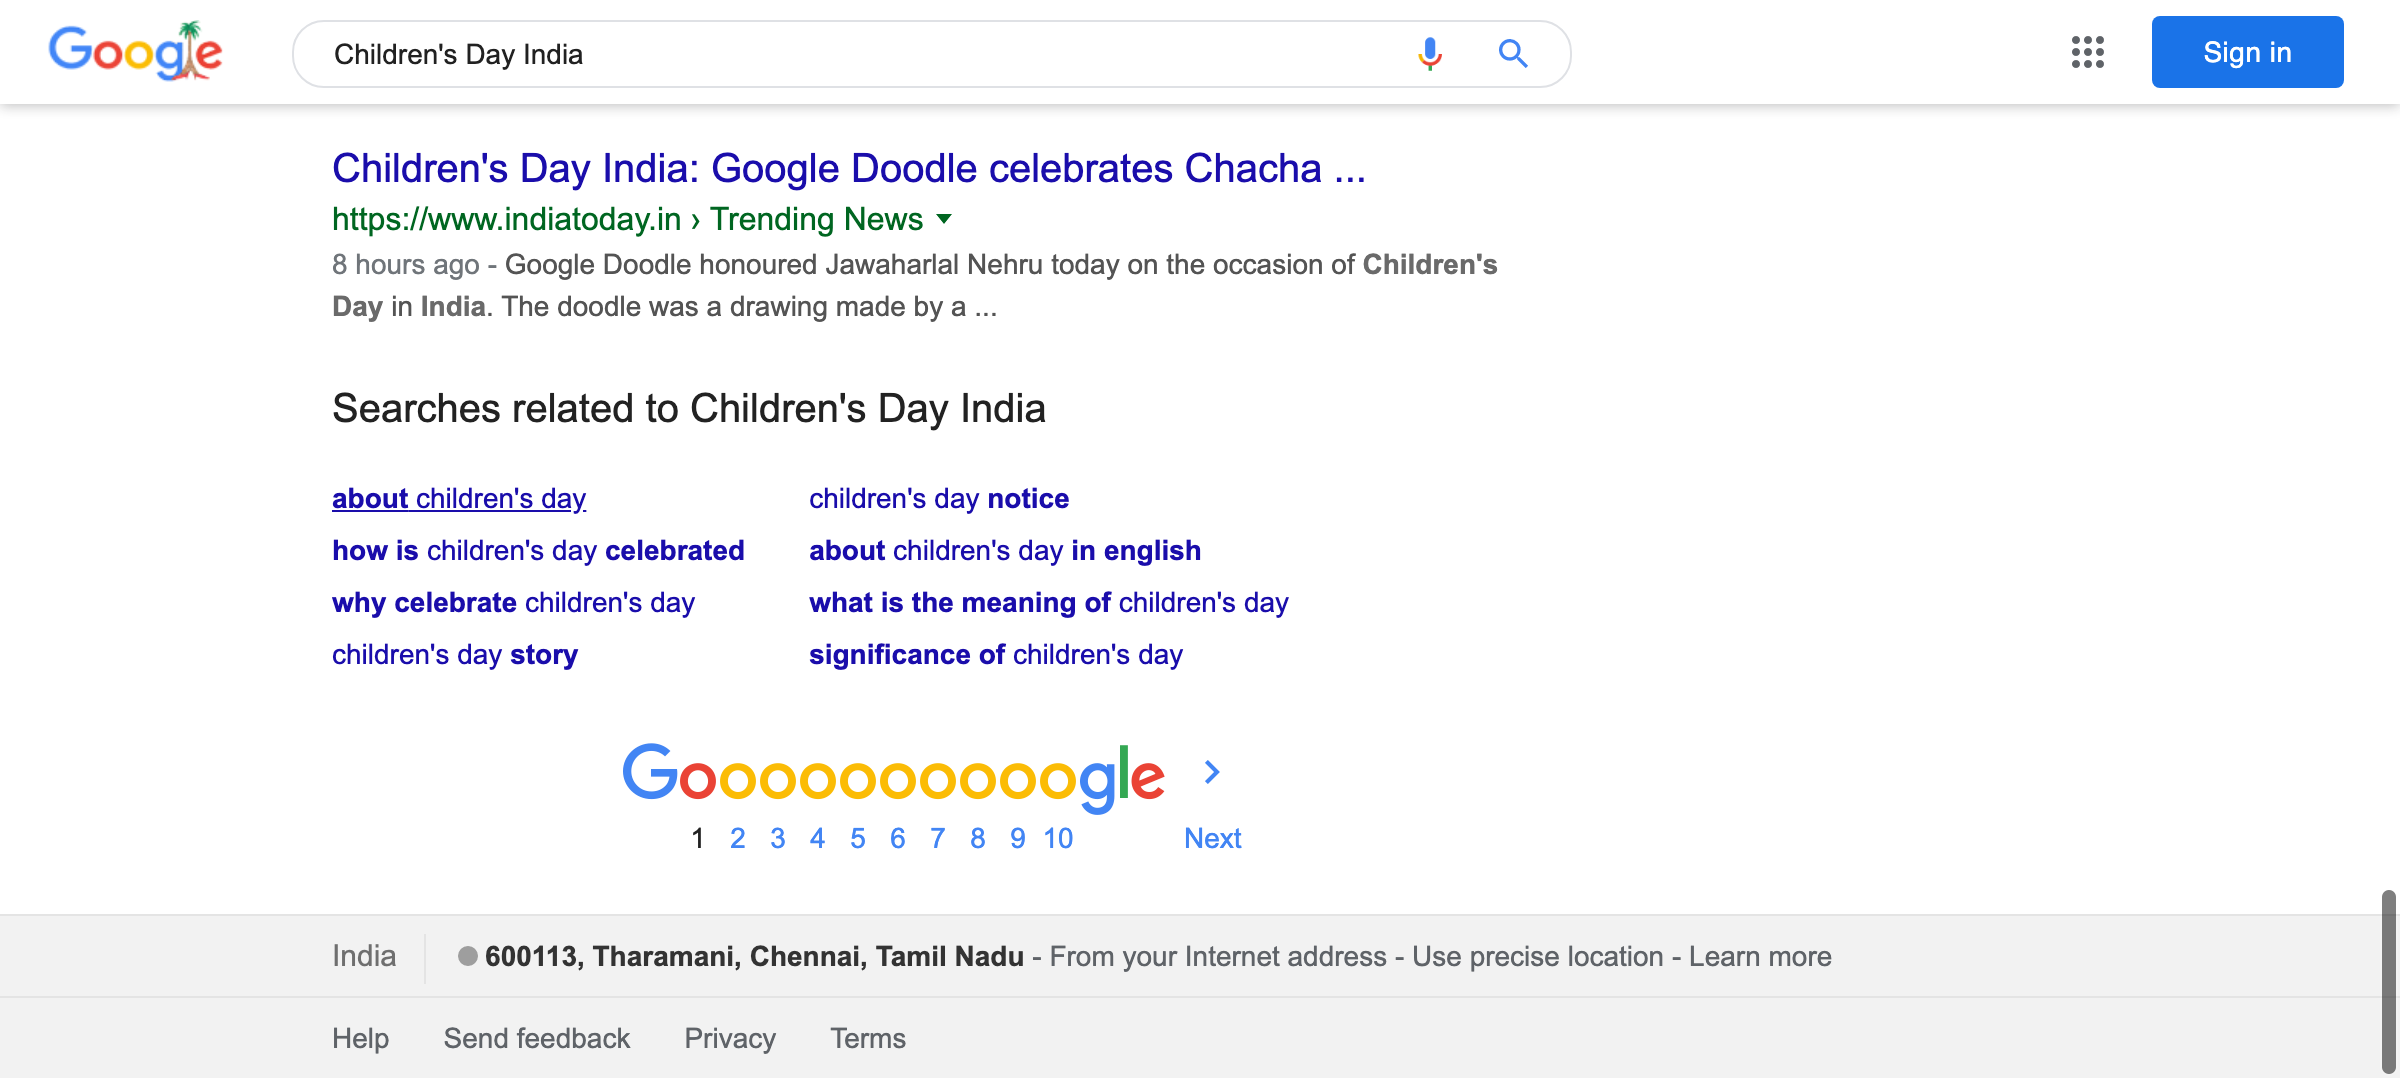 Google
Children's Day India
Sign in
Children's Day India: Google Doodle celebrates Chacha ...
https://www.indiatoday.in › Trending News
8 hours ago - Google Doodle honoured Jawaharlal Nehru today on the occasion of Children's
Day in India. The doodle was a drawing made by a ...
Searches related to Children's Day India
about children's day
children's day notice
how is children's day celebrated
about children's day in english
why celebrate children's day
what is the meaning of children's day
children's day story
significance of children's day
Goooooooooogle
1 2 3 4 5 6 7 8 9 10 Next
India 600113, Tharamani, Chennai, Tamil Nadu - From your Internet address - Use precise location - Learn more
Help Send feedback Privacy Terms